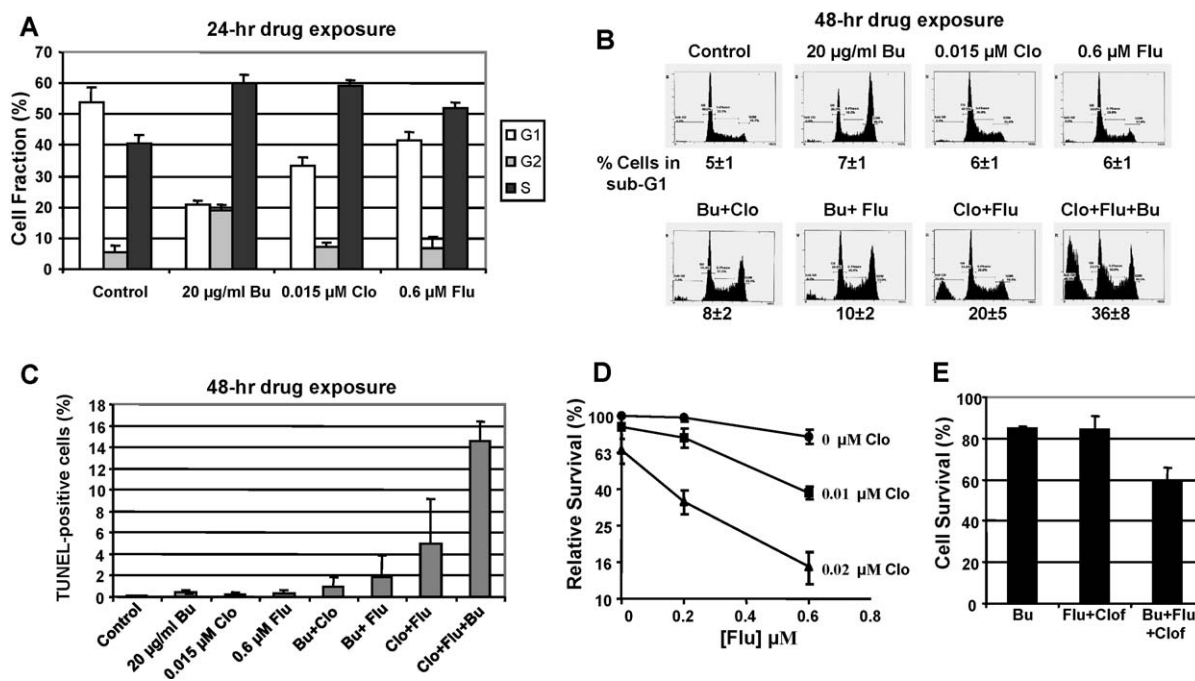 A
24-hr drug exposure
Cell Fraction (%)
70
60
50
40
30
20
10
0
Control
20 µg/ml Bu
0.015 µM Clo
0.6 µM Flu
G1
G2
S
B
48-hr drug exposure
Control
20 µg/ml Bu
0.015 µM Clo
0.6 µM Flu
% Cells in
sub-G1
5±1
7±1
6±1
6±1
Bu+Clo
Bu+ Flu
Clo+Flu
Clo+Flu+Bu
8±2
10±2
20±5
36±8
C
48-hr drug exposure
TUNEL-positive cells (%)
18
16
14
12
10
8
6
4
2
0
Control
20 µg/ml Bu
0.015 µM Clo
0.6 µM Flu
Bu+Clo
Bu+ Flu
Clo+Flu
Clo+Flu+Bu
D
Relative Survival (%)
100
63
40
25
16
10
0 µM Clo
0.01 µM Clo
0.02 µM Clo
0.0
0.2
0.4
0.6
0.8
[Flu] µM
E
Cell Survival (%)
100
80
60
40
20
0
Bu
Flu+Clof
Bu+Flu
+Clof